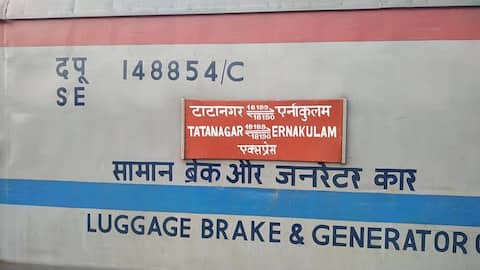 दपू 148854/C
SE
टाटानगर 18189 18190 एर्नाकुलम
TATANAGAR 18189 18190 ERNAKULAM
एक्सप्रेस
सामान ब्रेक और जनरेटर कार
LUGGAGE BRAKE & GENERATOR